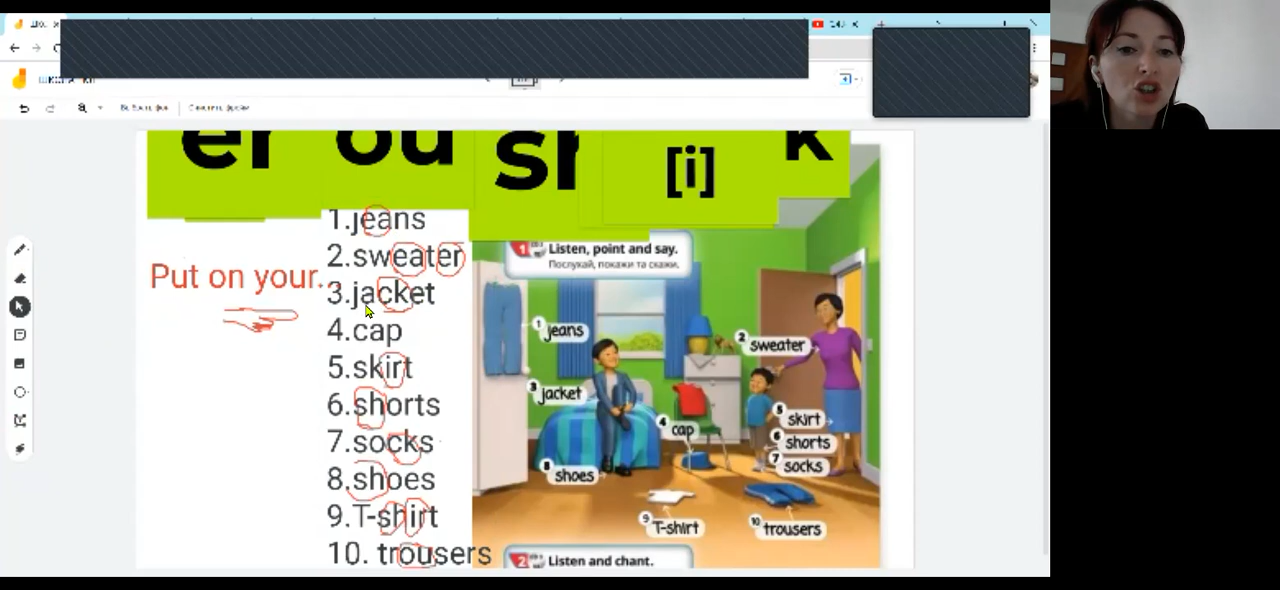 er ou sh k
[i]
Put on your...
1.jeans
2.sweater
3.jacket
4.cap
5.skirt
6.shorts
7.socks
8.shoes
9.T-shirt
10. trousers
1 Listen, point and say.
Послухай, покажи та скажи.
1 jeans
2 sweater
3 jacket
4 cap
5 skirt
6 shorts
7 socks
8 shoes
9 T-shirt
10 trousers
2 Listen and chant.